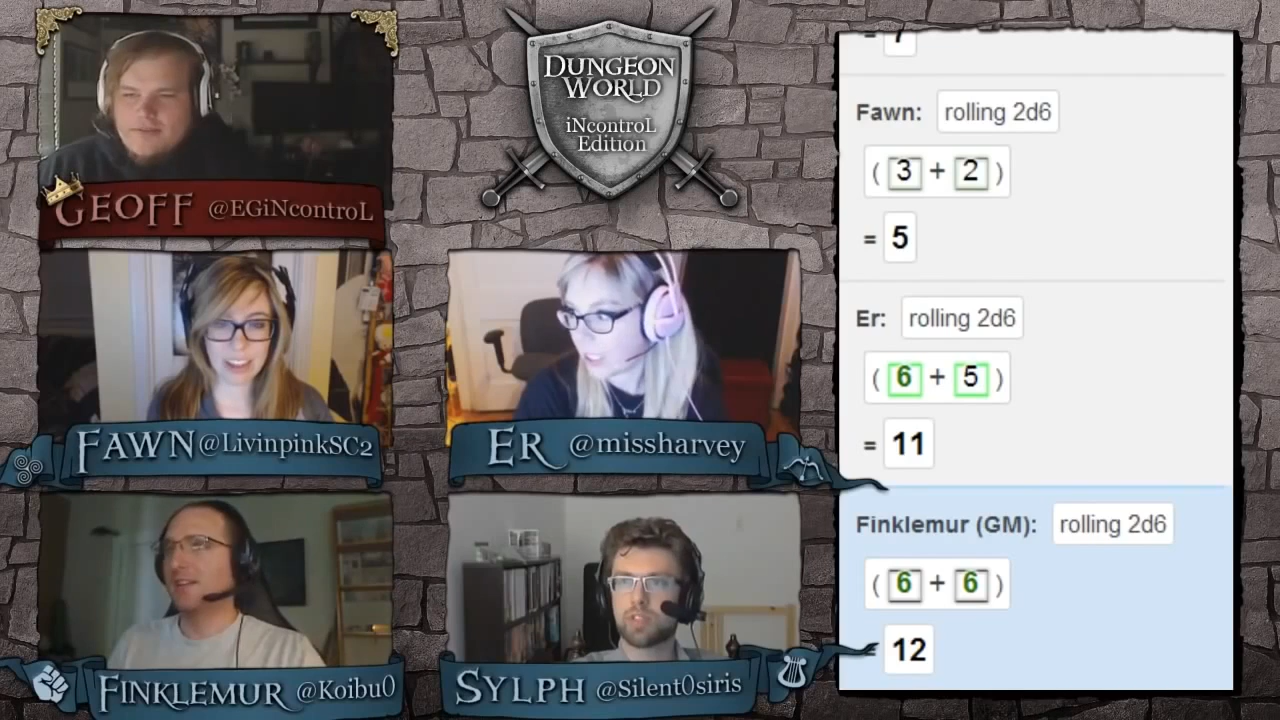 DUNGEON
WORLD
iNcontroL
Edition
GEOFF @EGiNcontroL
FAWN @LivinpinkSC2
ER @missharvey
FINKLEMUR @Koibu0
SYLPH @Silent0siris
= 7
Fawn: rolling 2d6
( 3 + 2 )
= 5
Er: rolling 2d6
( 6 + 5 )
= 11
Finklemur (GM): rolling 2d6
( 6 + 6 )
= 12